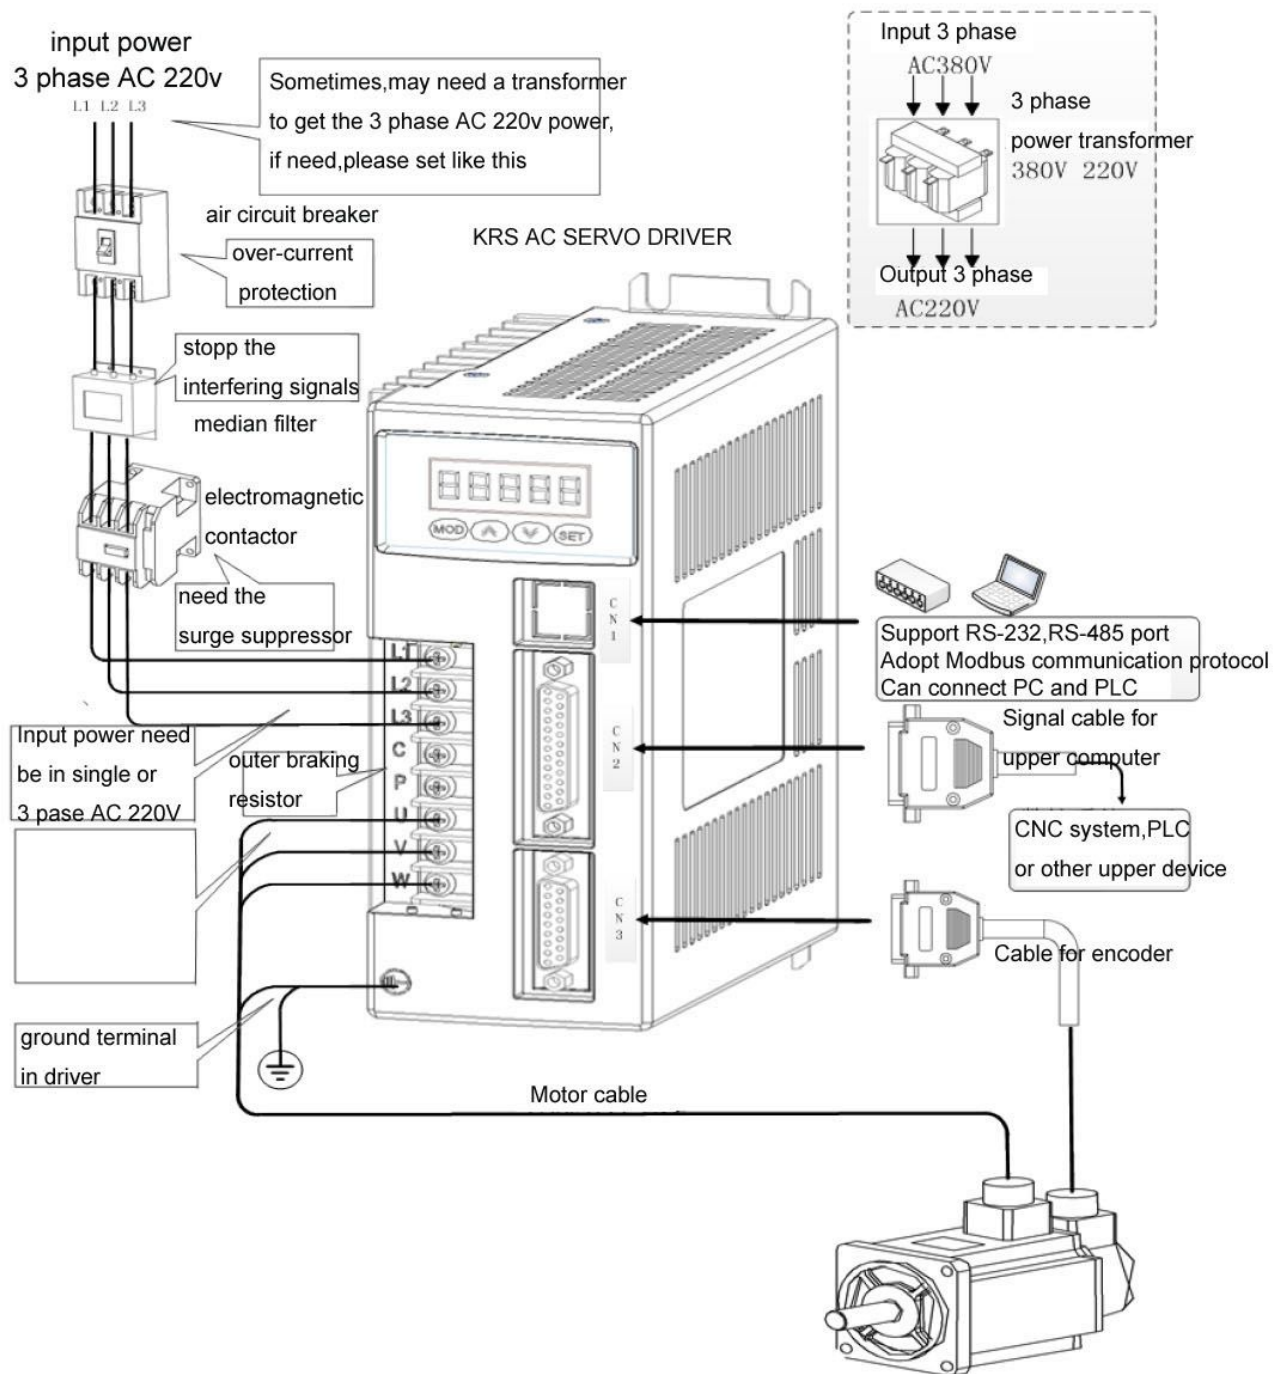 input power
3 phase AC 220v
L1 L2 L3
Sometimes,may need a transformer
to get the 3 phase AC 220v power,
if need,please set like this
Input 3 phase
AC380V
3 phase
power transformer
380V 220V
Output 3 phase
AC220V
air circuit breaker
over-current
protection
KRS AC SERVO DRIVER
stopp the
interfering signals
median filter
electromagnetic
contactor
need the
surge suppressor
MOD
SET
CN1
Support RS-232,RS-485 port
Adopt Modbus communication protocol
Can connect PC and PLC
L1
L2
L3
C
P
U
V
W
Input power need
be in single or
3 pase AC 220V
outer braking
resistor
CN2
Signal cable for
upper computer
CNC system,PLC
or other upper device
CN3
Cable for encoder
ground terminal
in driver
Motor cable